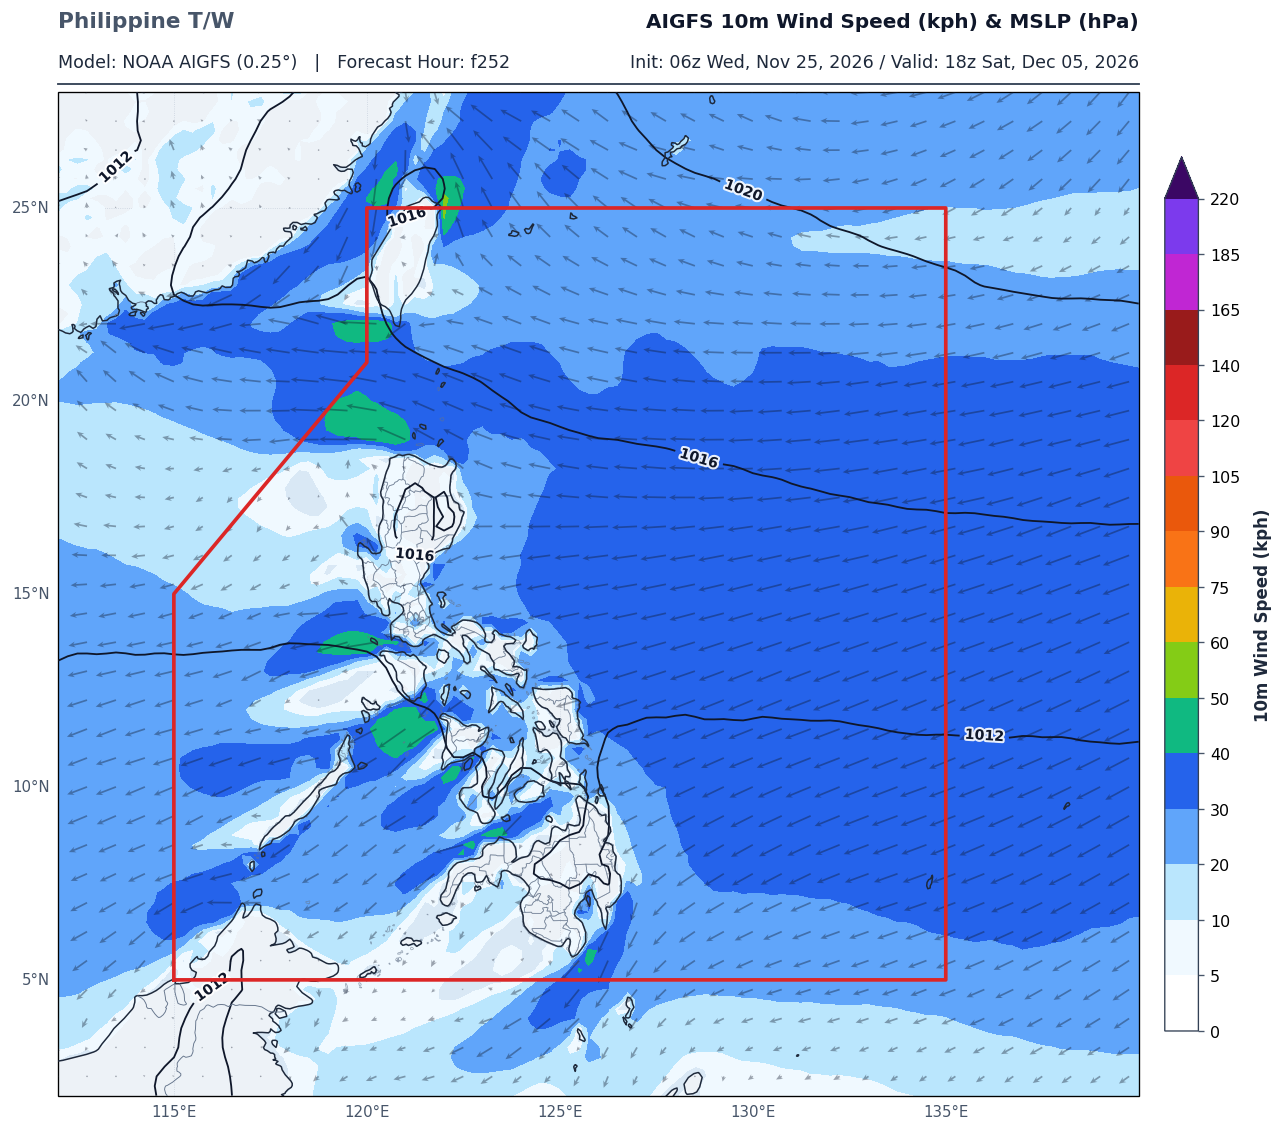 Philippine T/W
AIGFS 10m Wind Speed (kph) & MSLP (hPa)
Model: NOAA AIGFS (0.25°) | Forecast Hour: f252
Init: 06z Wed, Nov 25, 2026 / Valid: 18z Sat, Dec 05, 2026
1012
1020
1016
1016
1016
1012
1012
25°N
20°N
15°N
10°N
5°N
115°E
120°E
125°E
130°E
135°E
220
185
165
140
120
105
90
75
60
50
40
30
20
10
5
0
10m Wind Speed (kph)